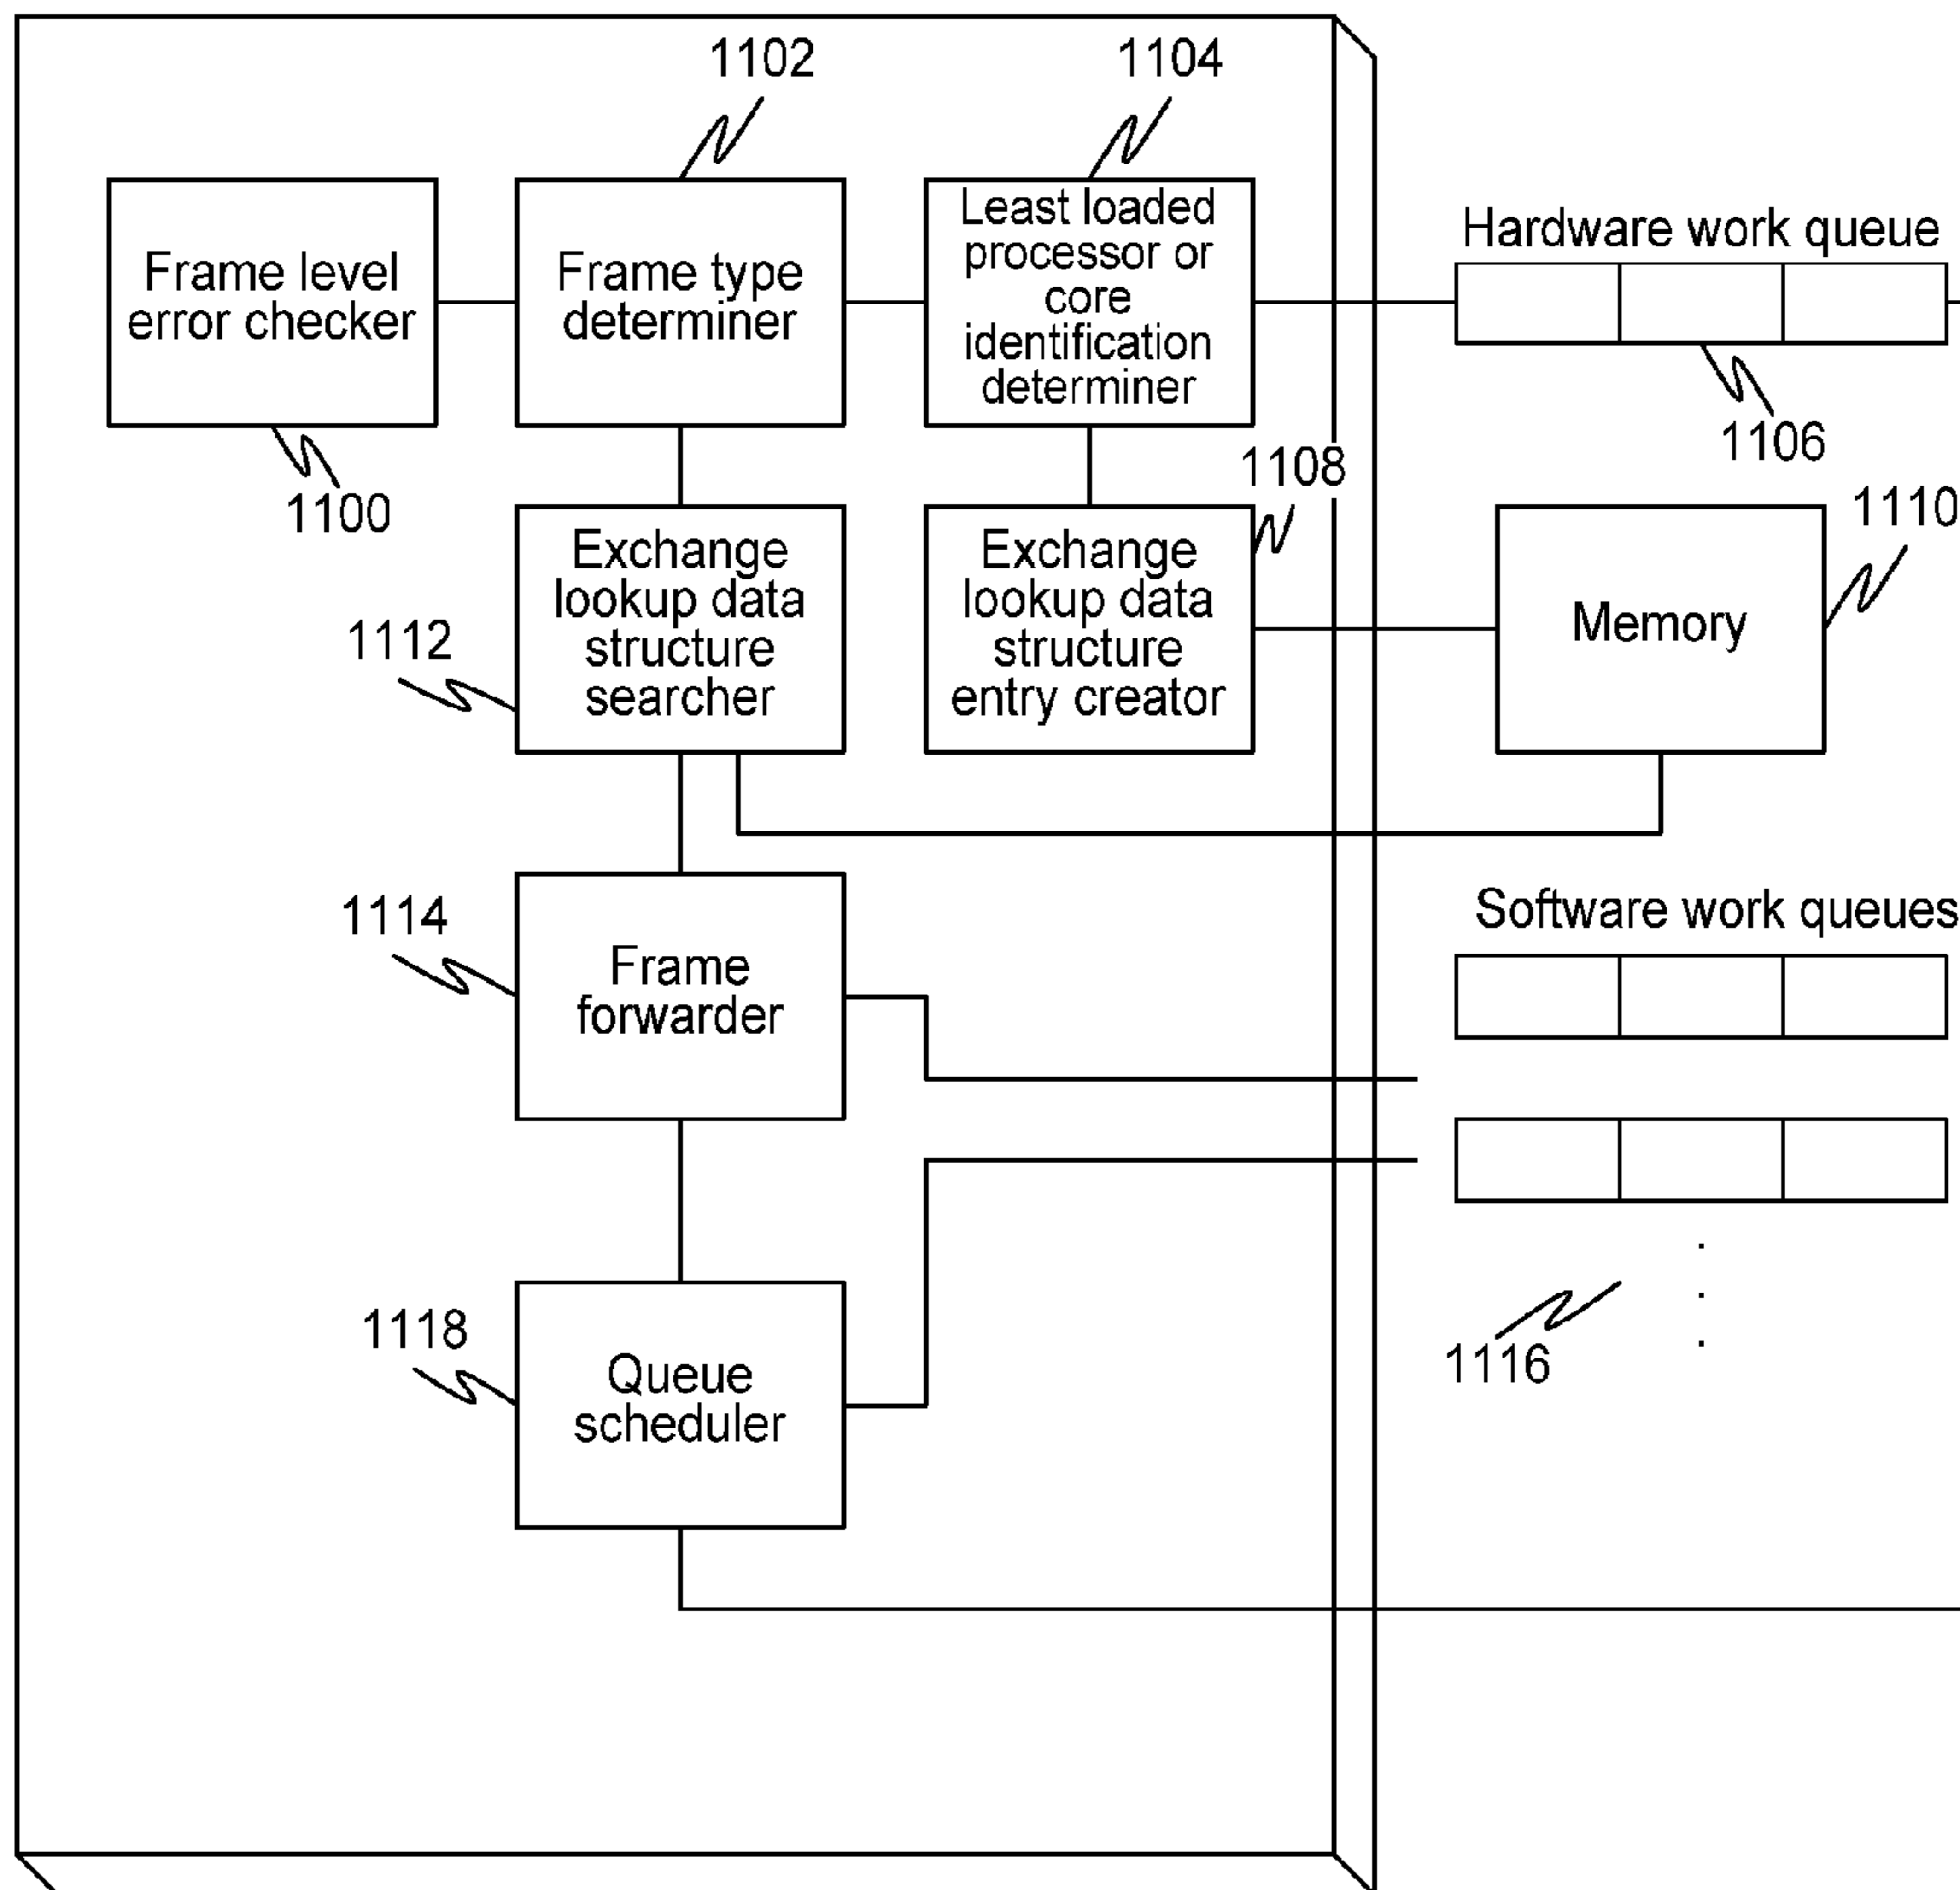 1102
1104
Frame level
error checker
Frame type
determiner
Least loaded
processor or
core
identification
determiner
Hardware work queue
1100
1106
1108
1110
Exchange
lookup data
structure
searcher
Exchange
lookup data
structure
entry creator
Memory
1112
1114
Frame
forwarder
Software work queues
1118
Queue
scheduler
1116